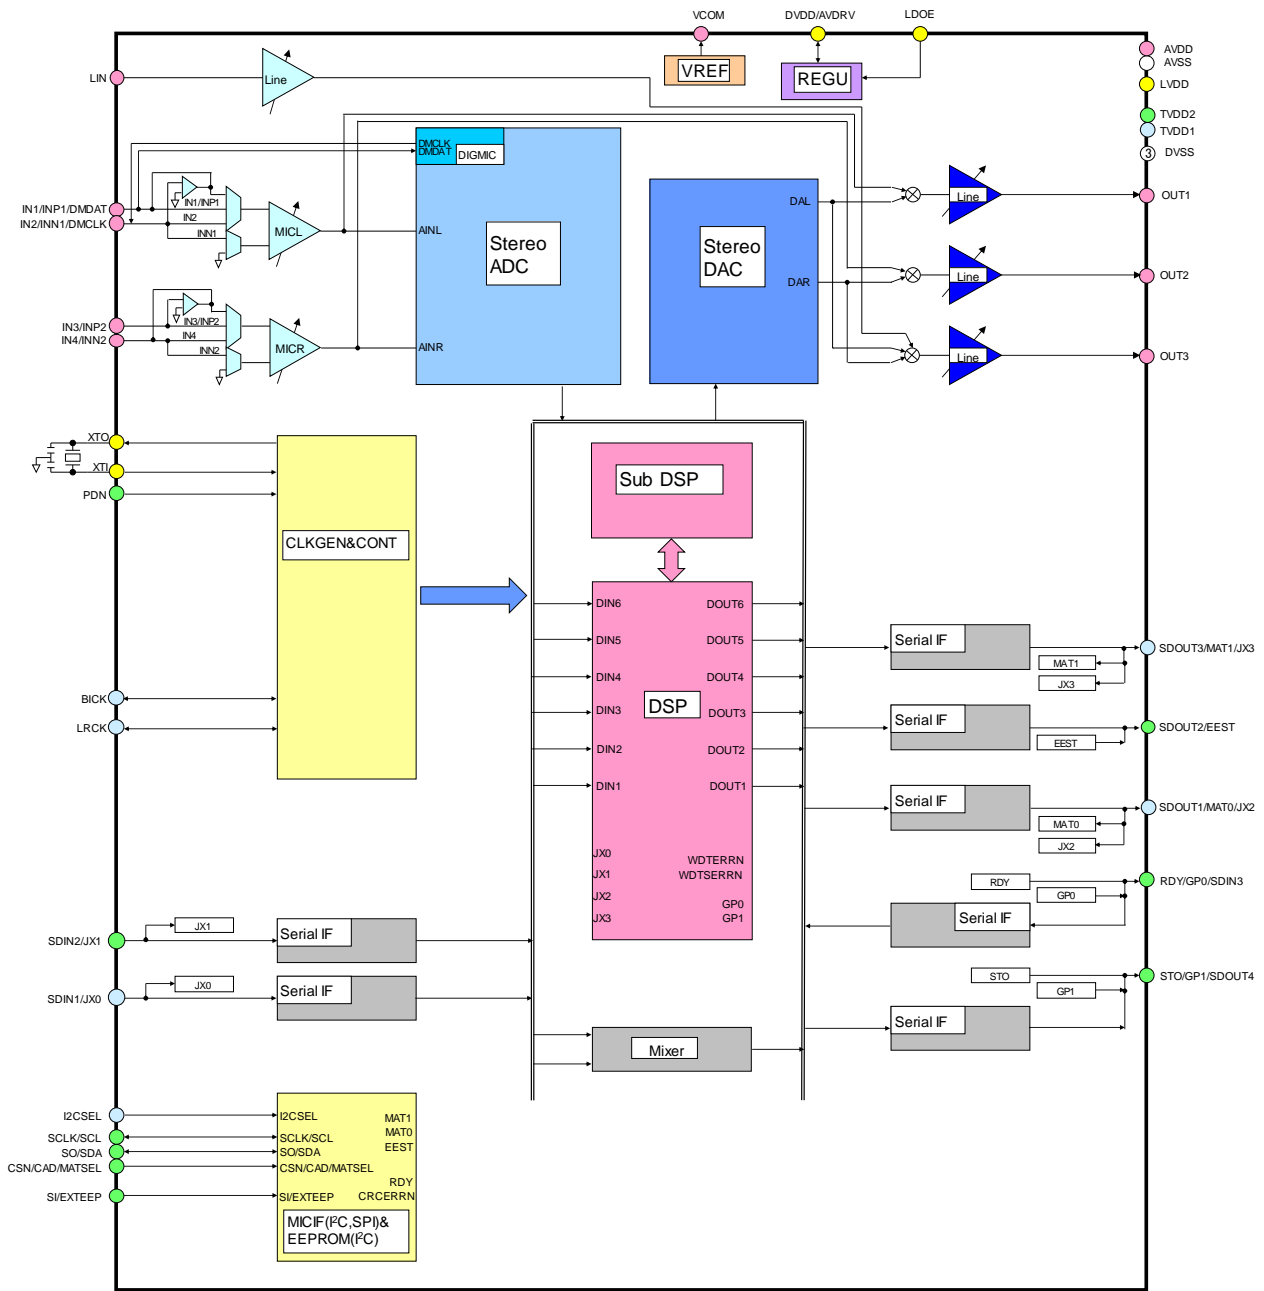 VCOM
DVDD/AVDRV
LDOE
AVDD
AVSS
LVDD
TVDD2
TVDD1
3
DVSS
LIN
Line
VREF
REGU
DMCLK
DMDAT
DIGMIC
IN1/INP1/DMDAT
IN2/INN1/DMCLK
IN1/INP1
IN2
INN1
MICL
AINL
Stereo
ADC
Stereo
DAC
DAL
DAR
Line
OUT1
Line
OUT2
Line
OUT3
IN3/INP2
IN4/INN2
IN3/INP2
IN4
INN2
MICR
AINR
XTO
XTI
PDN
CLKGEN&CONT
BICK
LRCK
Sub DSP
DIN6
DOUT6
DIN5
DOUT5
DIN4
DOUT4
DSP
DIN3
DOUT3
DIN2
DOUT2
DIN1
DOUT1
JX0
JX1
JX2
JX3
WDTERRN
WDTSERRN
GP0
GP1
Serial IF
MAT1
JX3
SDOUT3/MAT1/JX3
Serial IF
EEST
SDOUT2/EEST
Serial IF
MAT0
JX2
SDOUT1/MAT0/JX2
RDY
GP0
Serial IF
RDY/GP0/SDIN3
STO
GP1
Serial IF
STO/GP1/SDOUT4
SDIN2/JX1
JX1
Serial IF
SDIN1/JX0
JX0
Serial IF
Mixer
I2CSEL
SCLK/SCL
SO/SDA
CSN/CAD/MATSEL
SI/EXTEEP
I2CSEL
SCLK/SCL
SO/SDA
CSN/CAD/MATSEL
SI/EXTEEP
MAT1
MAT0
EEST
RDY
CRCERRN
MICIF(I²C,SPI)&
EEPROM(I²C)